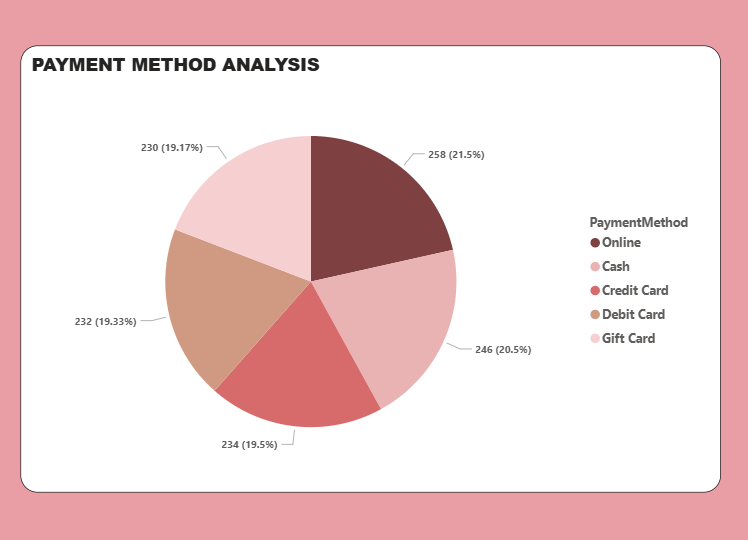 PAYMENT METHOD ANALYSIS
230 (19.17%)
258 (21.5%)
PaymentMethod
Online
Cash
Credit Card
Debit Card
Gift Card
232 (19.33%)
246 (20.5%)
234 (19.5%)